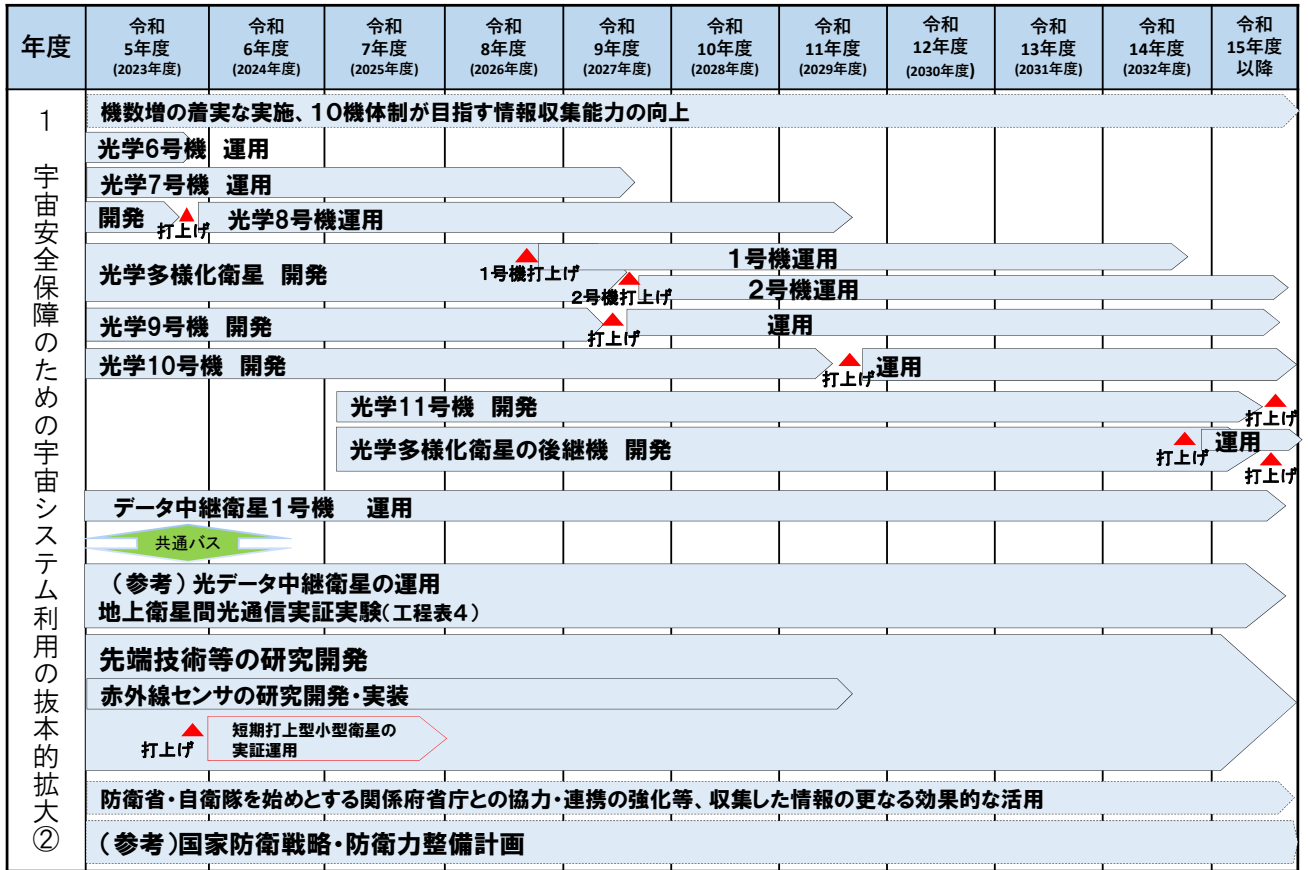 年度
令和
5年度
(2023年度)
令和
6年度
(2024年度)
令和
7年度
(2025年度)
令和
8年度
(2026年度)
令和
9年度
(2027年度)
令和
10年度
(2028年度)
令和
11年度
(2029年度)
令和
12年度
(2030年度)
令和
13年度
(2031年度)
令和
14年度
(2032年度)
令和
15年度
以降
1 宇宙安全保障のための宇宙システム利用の抜本的拡大②
機数増の着実な実施、10機体制が目指す情報収集能力の向上
光学6号機 運用
光学7号機 運用
開発
打上げ
光学8号機運用
光学多様化衛星 開発
1号機打上げ
1号機運用
2号機打上げ
2号機運用
光学9号機 開発
打上げ
運用
光学10号機 開発
打上げ
運用
光学11号機 開発
打上げ
光学多様化衛星の後継機 開発
打上げ
運用
打上げ
データ中継衛星1号機 運用
共通バス
(参考)光データ中継衛星の運用
地上衛星間光通信実証実験(工程表4)
先端技術等の研究開発
赤外線センサの研究開発・実装
打上げ
短期打上型小型衛星の
実証運用
防衛省・自衛隊を始めとする関係府省庁との協力・連携の強化等、収集した情報の更なる効果的な活用
(参考)国家防衛戦略・防衛力整備計画